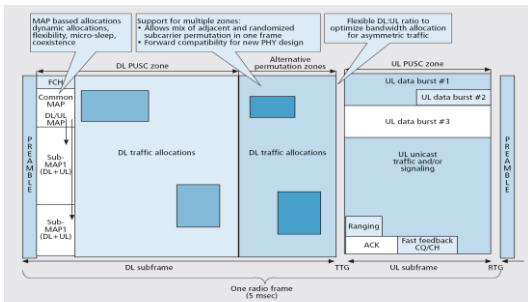 MAP based allocations
dynamic allocations,
flexibility, micro-sleep,
coexistence
Support for multiple zones:
• Allows mix of adjacent and randomized
subcarrier permutation in one frame
• Forward compatibility for new PHY design
Flexible DL:UL ratio to
optimize bandwidth allocation
for asymmetric traffic
DL PUSC zone
Alternative
permutation zones
UL PUSC zone
PREAMBLE
FCH
Common
MAP
DL/UL
MAP
Sub-
MAP1
(DL+UL)
Sub-
MAP1
(DL+UL)
DL traffic allocations
DL traffic allocations
UL data burst #1
UL data burst #2
UL data burst #3
UL unicast
traffic and/or
signaling
Ranging
ACK
Fast feedback
CQ/CH
PREAMBLE
DL subframe
TTG
UL subframe
RTG
One radio frame
(5 msec)